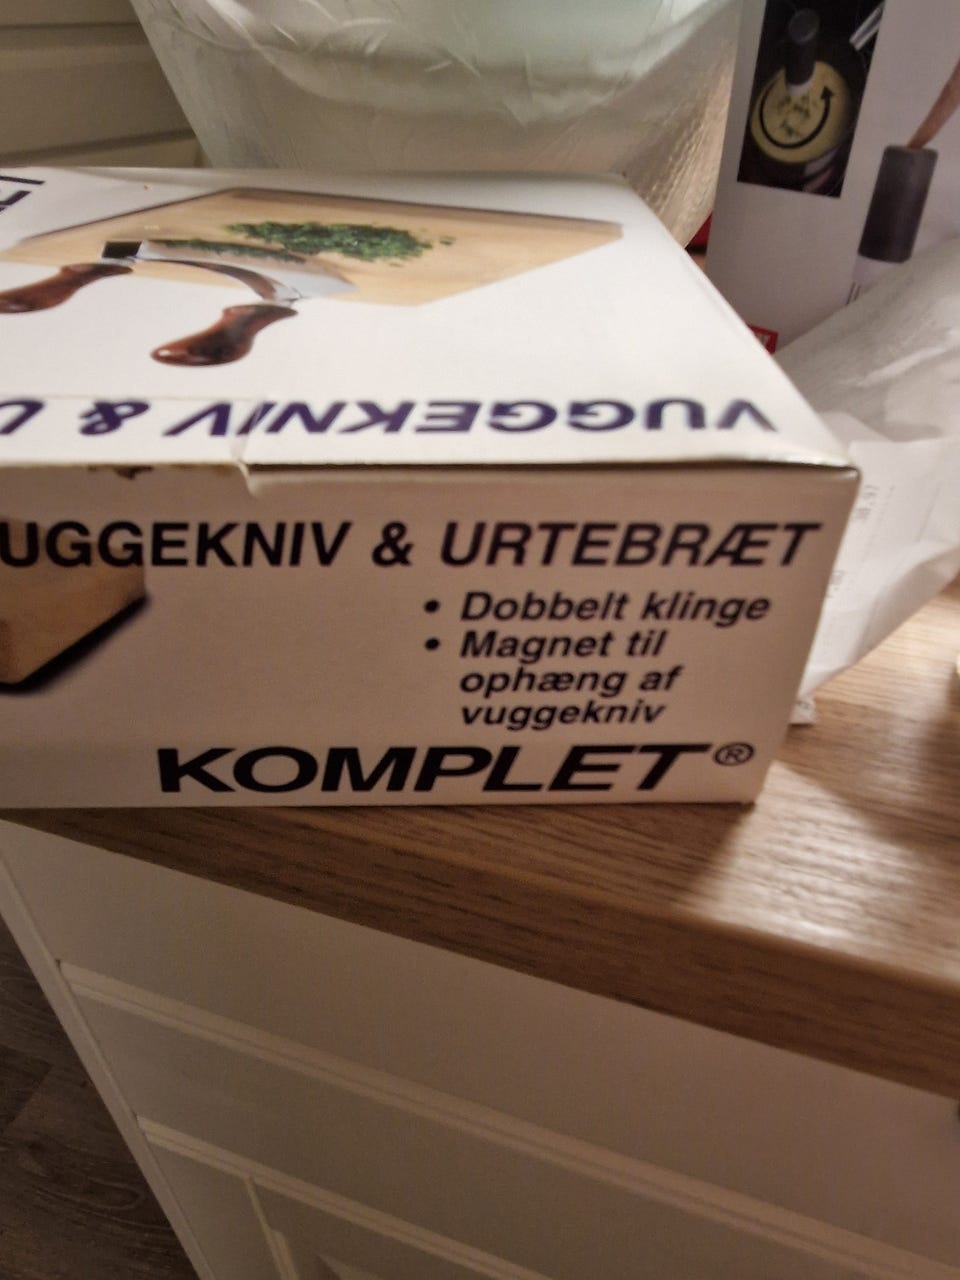 VUGGEKNIV & U
UGGEKNIV & URTEBRÆT
• Dobbelt klinge
• Magnet til
ophæng af
vuggekniv
KOMPLET®